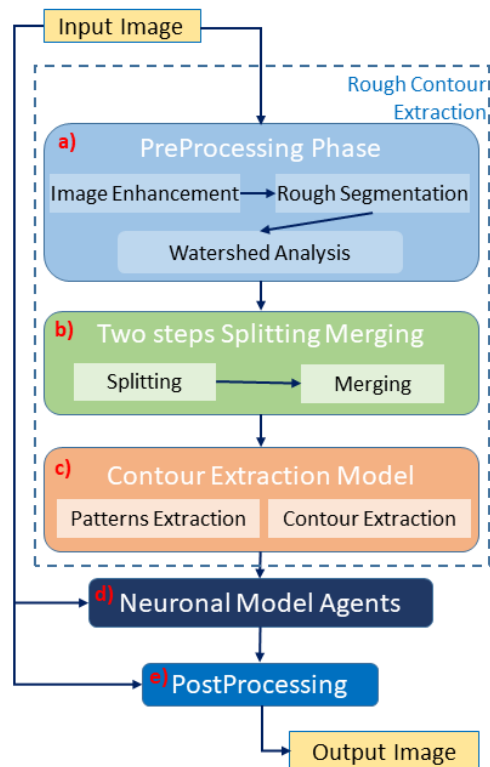 Input Image
Rough Contour
Extraction
a)
PreProcessing Phase
Image Enhancement
Rough Segmentation
Watershed Analysis
b)
Two steps Splitting Merging
Splitting
Merging
c)
Contour Extraction Model
Patterns Extraction
Contour Extraction
d)
Neuronal Model Agents
e)
PostProcessing
Output Image